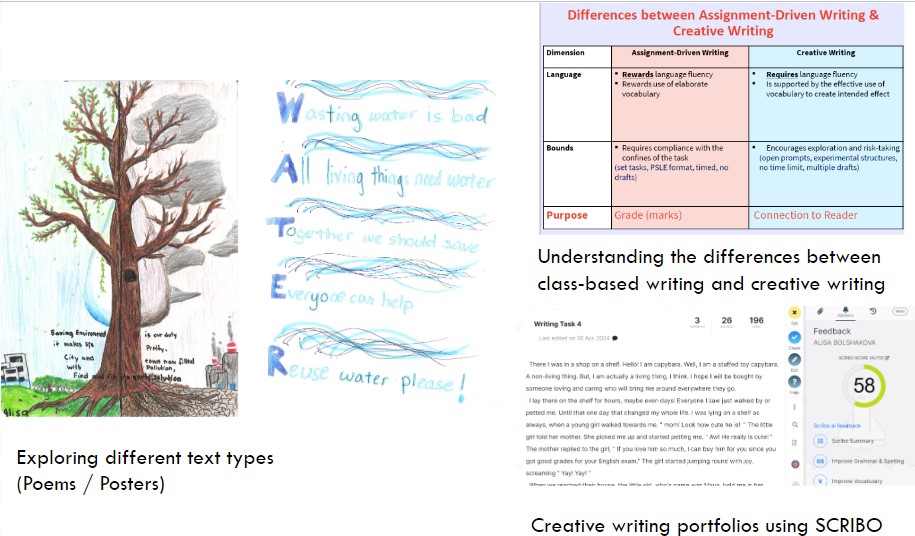 Saving Environment is our duty
it makes life Pretty.
City was town now filled
with Pollution,
Find
Alisa
Wasting water is bad
All living things need water
Together we should save
Everyone can help
Reuse water please!
Exploring different text types
(Poems / Posters)
Differences between Assignment-Driven Writing &
Creative Writing
Dimension Assignment-Driven Writing Creative Writing
Language ▪ Rewards language fluency ▪ Requires language fluency
▪ Rewards use of elaborate ▪ Is supported by the effective use of
vocabulary vocabulary to create intended effect
Bounds ▪ Requires compliance with the ▪ Encourages exploration and risk-taking
confines of the task (open prompts, experimental structures,
(set tasks, PSLE format, timed, no no time limit, multiple drafts)
drafts)
Purpose Grade (marks) Connection to Reader
Understanding the differences between
class-based writing and creative writing
Writing Task 4 3 26 196
Last edited on 30 Apr, 2024
There was in a shop on a shelf. Hello! I am capybara. Well, I am a stuffed toy capybara.
A non-living thing. But, I am actually a living thing, I think. I hope I will be bought by
someone loving and caring who will bring me around everywhere they go.
I lay there on the shelf for hours, maybe even days! Everyone I saw just walked by or
petted me. Until that one day that changed my whole life. I was lying on a shelf as
always, when a young girl walked towards me. " mom! Look how cute he is! " The little
girl told her mother. She picked me up and started petting me. " Aw! He really is cute! "
The mother replied to the girl, " If you love him so much, I can buy him for you since you
got good grades for your English exam." The girl started jumping round with joy,
screaming " Yay! Yay! "
When we reached their house, the little girl, who's name was Maya, held me in her
MENU
Feedback
ALISA BOLSHAKOVA
SCRIBO SCORE (AUTO)
58
Scribo.ai Feedback
Scribo Summary
GS Improve Grammar & Spelling
V Improve Vocabulary
Creative writing portfolios using SCRIBO